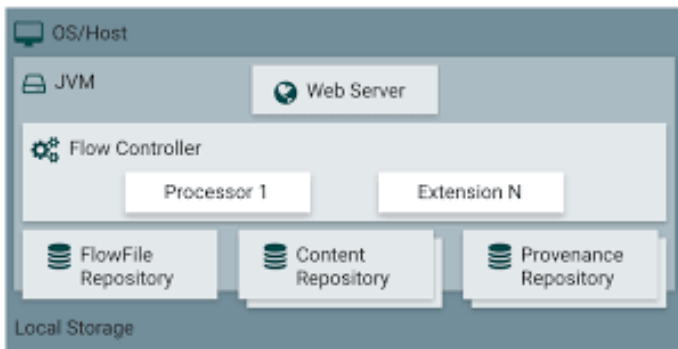 OS/Host
JVM
Web Server
Flow Controller
Processor 1
Extension N
FlowFile
Repository
Content
Repository
Provenance
Repository
Local Storage